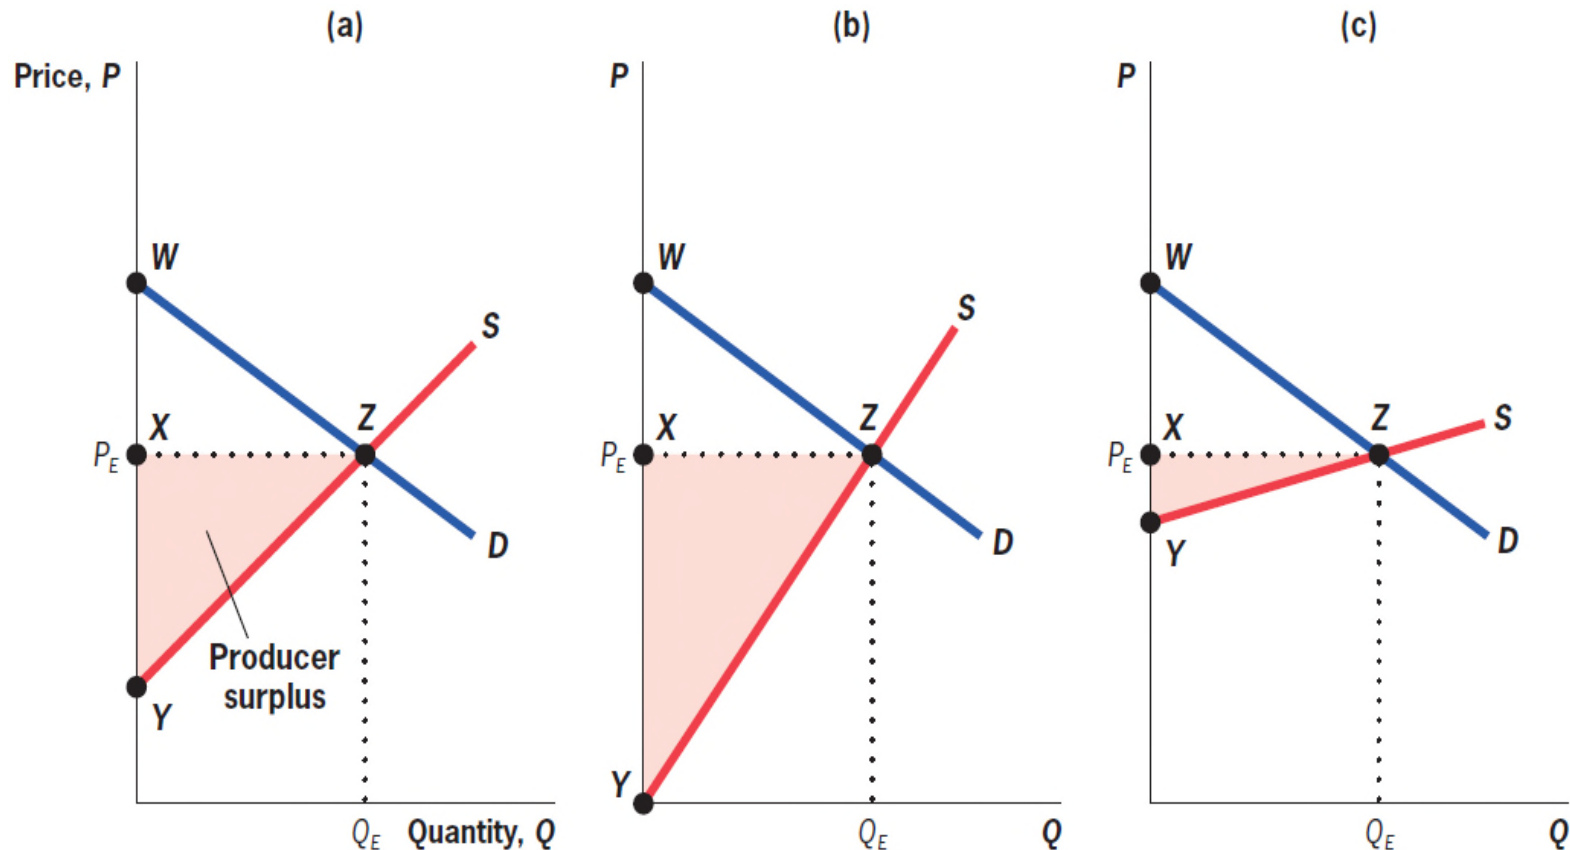 (a)
Price, P
W
S
X
Z
P_E
D
Producer
surplus
Y
Q_E
Quantity, Q
(b)
P
W
S
X
Z
P_E
D
Y
Q_E
Q
(c)
P
W
X
Z
S
P_E
D
Y
Q_E
Q